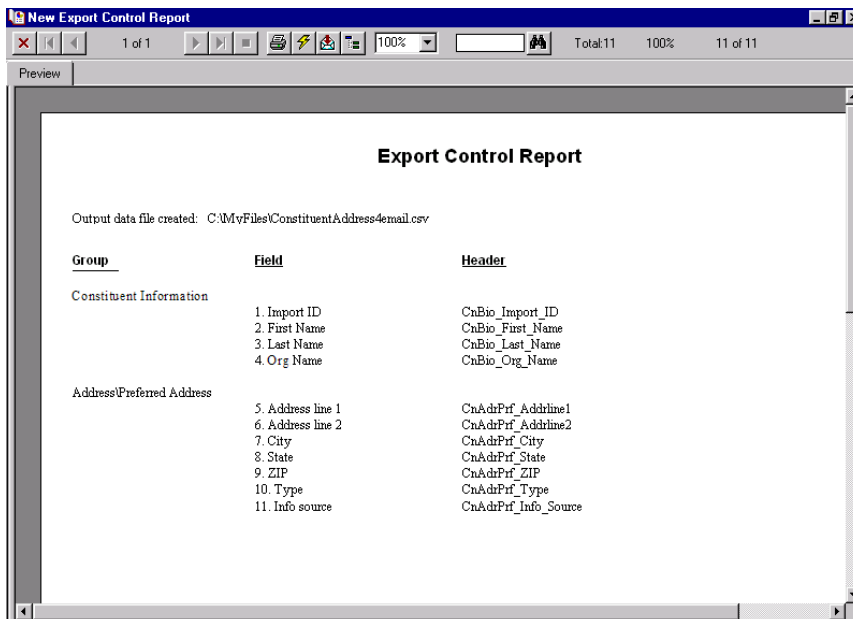 New Export Control Report
1 of 1 100% Total:11 100% 11 of 11
Preview
Export Control Report
Output data file created: C:\MyFiles\ConstituentAddress4email.csv
Group Field Header
Constituent Information
1. Import ID CnBio_Import_ID
2. First Name CnBio_First_Name
3. Last Name CnBio_Last_Name
4. Org Name CnBio_Org_Name
Address\Preferred Address
5. Address line 1 CnAdrPrf_Addrline1
6. Address line 2 CnAdrPrf_Addrline2
7. City CnAdrPrf_City
8. State CnAdrPrf_State
9. ZIP CnAdrPrf_ZIP
10. Type CnAdrPrf_Type
11. Info source CnAdrPrf_Info_Source